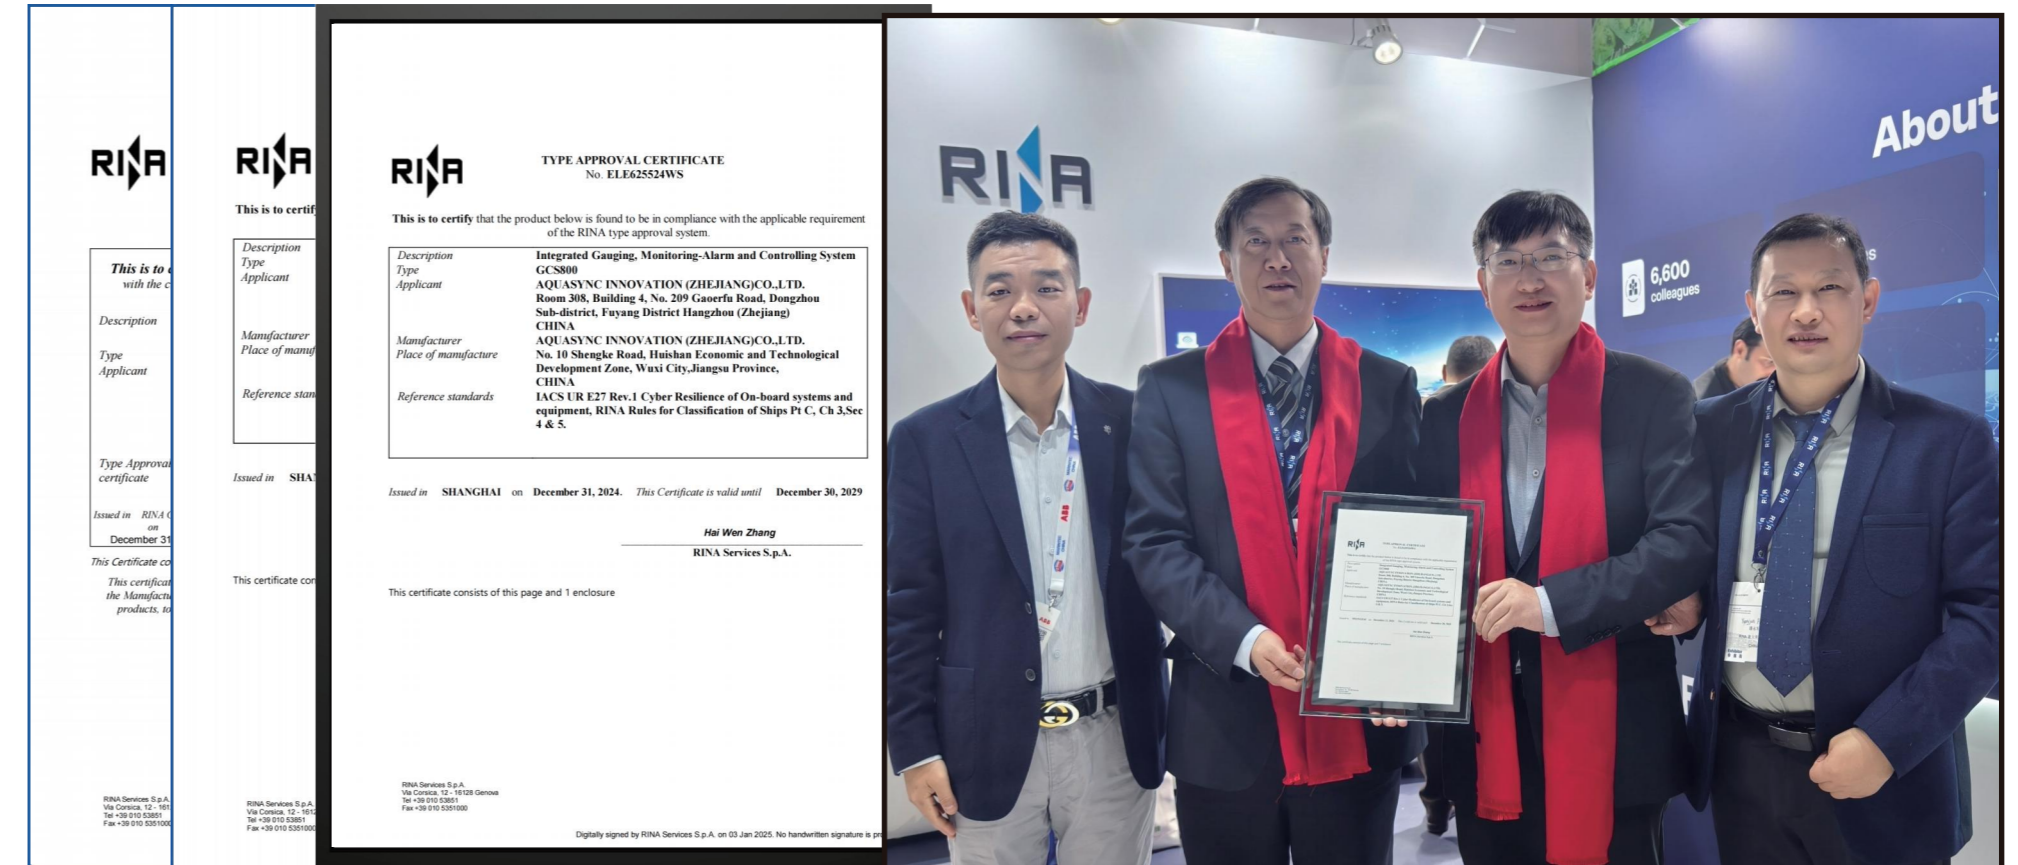 RINA
This is to
with the c
Description
Type
Applicant
Type Approval
certificate
Issued in RINA
on
December 31
This Certificate co
This certificat
the Manufactu
products, to
RINA Services S.p.A.
Via Corsica, 12 - 161
Tel +39 010 53851
Fax +39 010 5351000
RINA
This is to certif
Description
Type
Applicant
Manufacturer
Place of manuf
Reference stan
Issued in SHA
This certificate con
RINA Services S.p.A.
Via Corsica, 12 - 1612
Tel +39 010 53851
Fax +39 010 5351000
RINA
TYPE APPROVAL CERTIFICATE
No. ELE625524WS
This is to certify that the product below is found to be in compliance with the applicable requirement
of the RINA type approval system.
Description Integrated Gauging, Monitoring-Alarm and Controlling System
Type GCS800
Applicant AQUASYNC INNOVATION (ZHEJIANG)CO.,LTD.
Room 308, Building 4, No. 209 Gaoerfu Road, Dongzhou
Sub-district, Fuyang District Hangzhou (Zhejiang)
CHINA
Manufacturer AQUASYNC INNOVATION (ZHEJIANG)CO.,LTD.
Place of manufacture No. 10 Shengke Road, Huishan Economic and Technological
Development Zone, Wuxi City,Jiangsu Province,
CHINA
Reference standards IACS UR E27 Rev.1 Cyber Resilience of On-board systems and
equipment, RINA Rules for Classification of Ships Pt C, Ch 3,Sec
4 & 5.
Issued in SHANGHAI on December 31, 2024. This Certificate is valid until December 30, 2029
Hai Wen Zhang
RINA Services S.p.A.
This certificate consists of this page and 1 enclosure
RINA Services S.p.A.
Via Corsica, 12 - 16128 Genova
Tel +39 010 53851
Fax +39 010 5351000
Digitally signed by RINA Services S.p.A. on 03 Jan 2025. No handwritten signature is pr
RINA
About
6,600
colleagues
ABB
ABB
RINA
RINA
TYPE APPROVAL CERTIFICATE